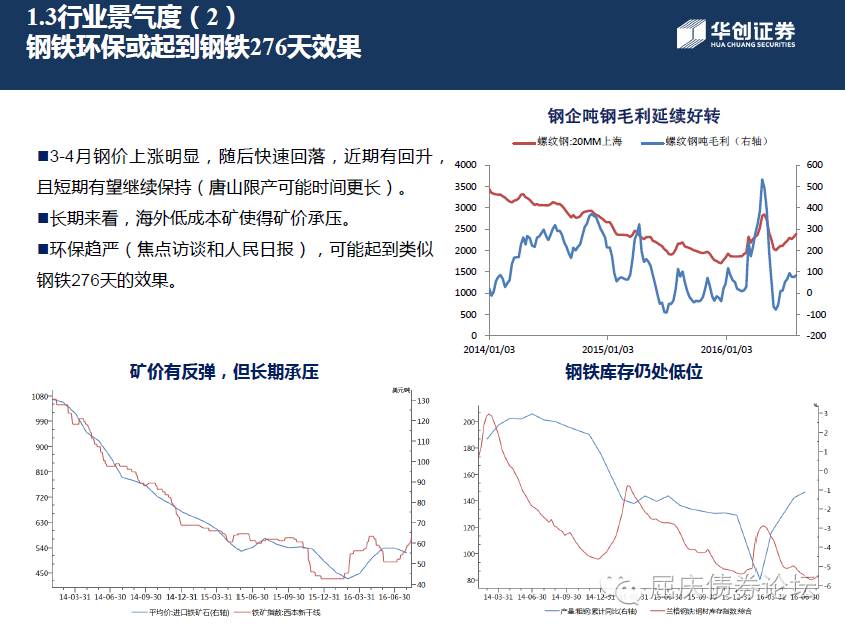 1.3行业景气度（2）
钢铁环保或起到钢铁276天效果
华创证券
HUA CHUANG SECURITIES
■3-4月钢价上涨明显，随后快速回落，近期有回升，
且短期有望继续保持（唐山限产可能时间更长）。
■长期来看，海外低成本矿使得矿价承压。
■环保趋严（焦点访谈和人民日报），可能起到类似
钢铁276天的效果。
钢企吨钢毛利延续好转
螺纹钢:20MM上海 螺纹钢吨毛利（右轴）
4000 600
3500 500
3000 400
2500 300
2000 200
1500 100
1000 0
500 -100
0 -200
2014/01/03 2015/01/03 2016/01/03
矿价有反弹，但长期承压
美元/吨
1080 130
990 120
110
900 100
810 90
720 80
630 70
540 60
450 50
40
14-03-31 14-06-30 14-09-30 14-12-31 15-03-31 15-06-30 15-09-30 15-12-31 16-03-31 16-06-30
平均价:进口铁矿石(右轴) 铁矿指数:西本新干线
钢铁库存仍处低位
%
200 3
180 2
160 1
140 0
120 -1
100 -2
80 -3
-4
-5
-6
14-03-31 14-06-30 14-09-30 14-12-31 15-03-31 15-06-30 15-09-30 15-12-31 16-03-31 16-06-30
产量:粗钢:累计同比(右轴) 兰格钢铁:钢材库存指数:综合
屈庆债券论坛